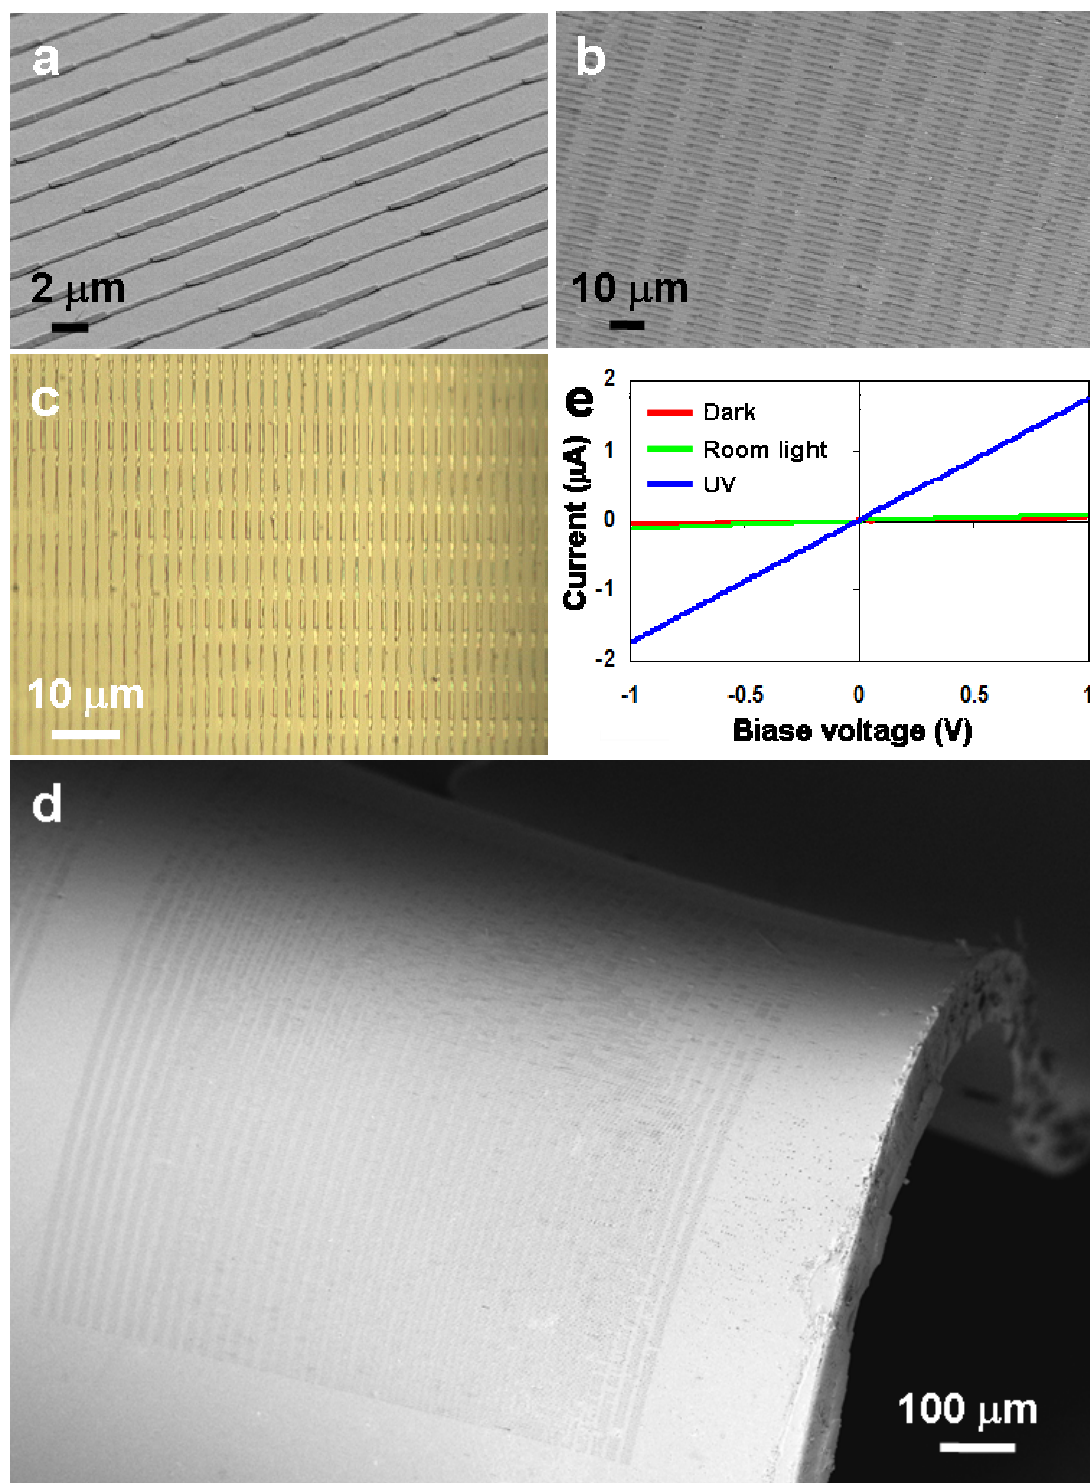 a
2 μm
b
10 μm
c
10 μm
e
Dark
Room light
UV
2
1
0
-1
-2
Current (μA)
-1
-0.5
0
0.5
1
Biase voltage (V)
d
100 μm